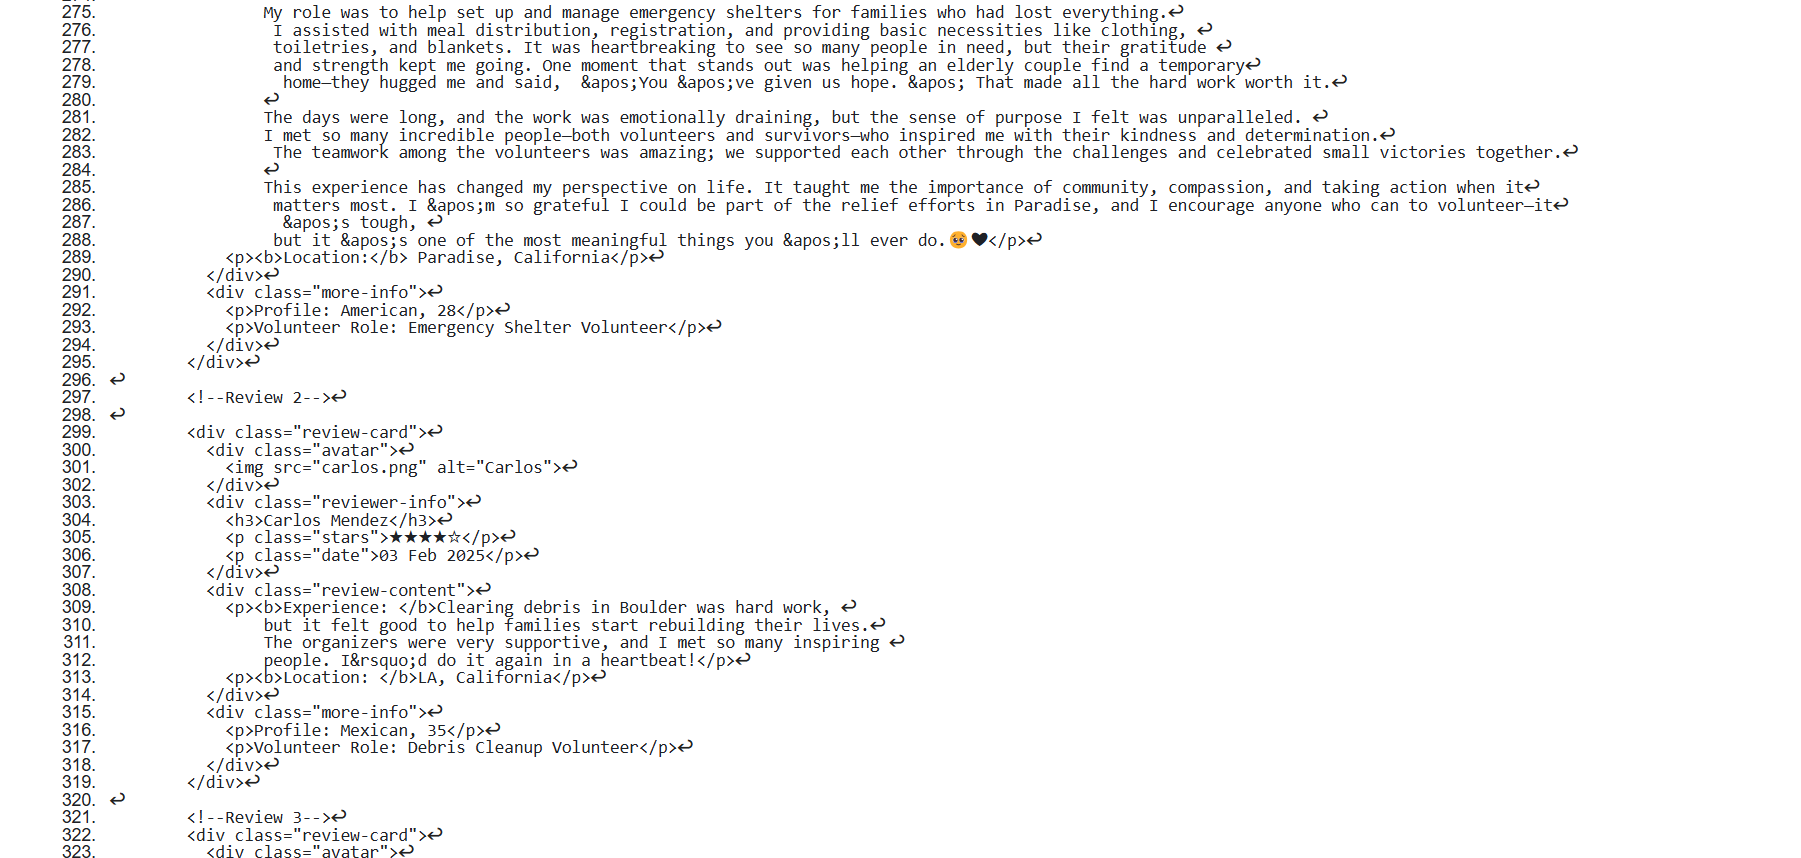 275. My role was to help set up and manage emergency shelters for families who had lost everything.↩
276. I assisted with meal distribution, registration, and providing basic necessities like clothing, ↩
277. toiletries, and blankets. It was heartbreaking to see so many people in need, but their gratitude ↩
278. and strength kept me going. One moment that stands out was helping an elderly couple find a temporary↩
279. home—they hugged me and said,  &apos;You &apos;ve given us hope. &apos; That made all the hard work worth it.↩
280. ↩
281. The days were long, and the work was emotionally draining, but the sense of purpose I felt was unparalleled. ↩
282. I met so many incredible people—both volunteers and survivors—who inspired me with their kindness and determination.↩
283. The teamwork among the volunteers was amazing; we supported each other through the challenges and celebrated small victories together.↩
284. ↩
285. This experience has changed my perspective on life. It taught me the importance of community, compassion, and taking action when it↩
286. matters most. I &apos;m so grateful I could be part of the relief efforts in Paradise, and I encourage anyone who can to volunteer—it↩
287. &apos;s tough, ↩
288. but it &apos;s one of the most meaningful things you &apos;ll ever do.🥺🖤</p>↩
289. <p><b>Location:</b> Paradise, California</p>↩
290. </div>↩
291. <div class="more-info">↩
292. <p>Profile: American, 28</p>↩
293. <p>Volunteer Role: Emergency Shelter Volunteer</p>↩
294. </div>↩
295. </div>↩
296. ↩
297. <!--Review 2-->↩
298. ↩
299. <div class="review-card">↩
300. <div class="avatar">↩
301. <img src="carlos.png" alt="Carlos">↩
302. </div>↩
303. <div class="reviewer-info">↩
304. <h3>Carlos Mendez</h3>↩
305. <p class="stars">★★★★☆</p>↩
306. <p class="date">03 Feb 2025</p>↩
307. </div>↩
308. <div class="review-content">↩
309. <p><b>Experience: </b>Clearing debris in Boulder was hard work, ↩
310. but it felt good to help families start rebuilding their lives.↩
311. The organizers were very supportive, and I met so many inspiring ↩
312. people. I&rsquo;d do it again in a heartbeat!</p>↩
313. <p><b>Location: </b>LA, California</p>↩
314. </div>↩
315. <div class="more-info">↩
316. <p>Profile: Mexican, 35</p>↩
317. <p>Volunteer Role: Debris Cleanup Volunteer</p>↩
318. </div>↩
319. </div>↩
320. ↩
321. <!--Review 3-->↩
322. <div class="review-card">↩
323. <div class="avatar">↩